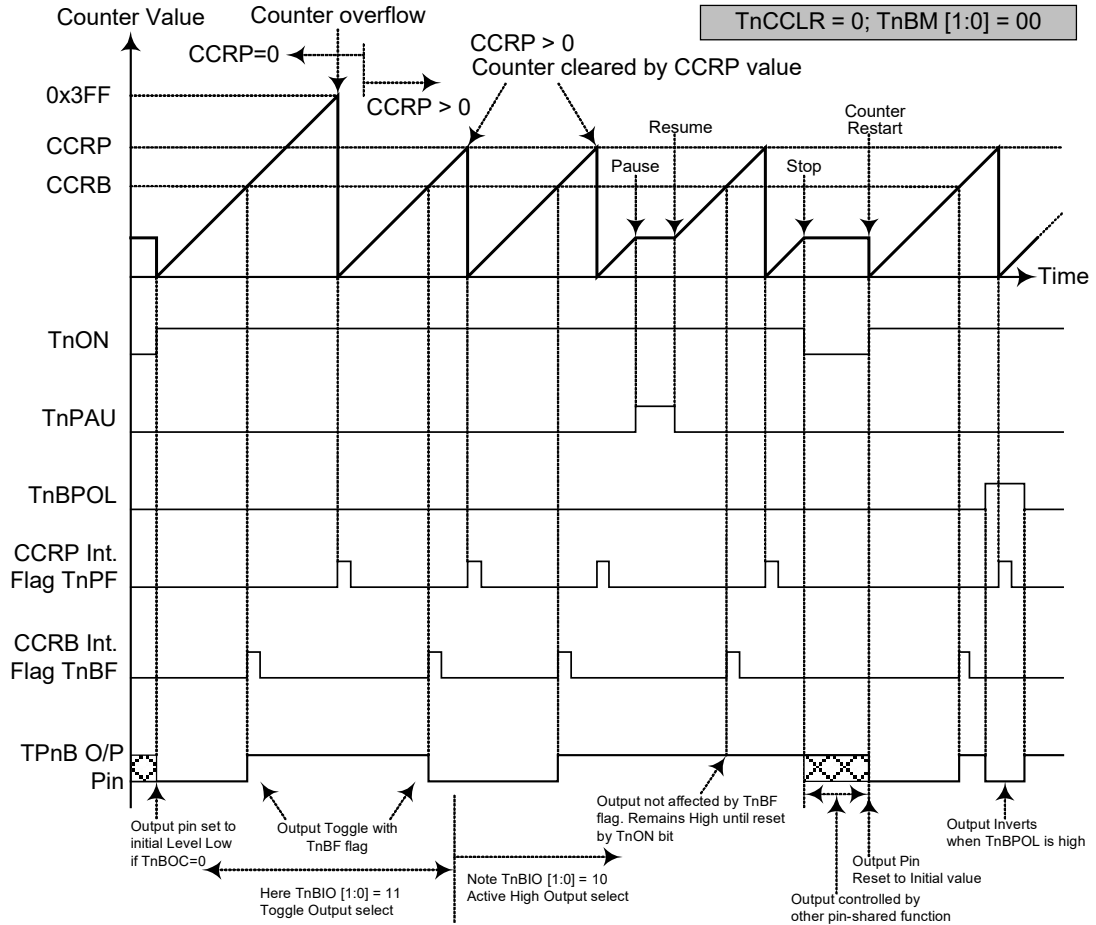 Counter Value
Counter overflow
TnCCLR = 0; TnBM [1:0] = 00
CCRP=0
CCRP > 0
CCRP > 0
Counter cleared by CCRP value
0x3FF
CCRP
CCRB
Pause
Resume
Stop
Counter
Restart
Time
TnON
TnPAU
TnBPOL
CCRP Int.
Flag TnPF
CCRB Int.
Flag TnBF
TPnB O/P
Pin
Output pin set to
initial Level Low
if TnBOC=0
Output Toggle with
TnBF flag
Here TnBIO [1:0] = 11
Toggle Output select
Note TnBIO [1:0] = 10
Active High Output select
Output not affected by TnBF
flag. Remains High until reset
by TnON bit
Output controlled by
other pin-shared function
Output Pin
Reset to Initial value
Output Inverts
when TnBPOL is high